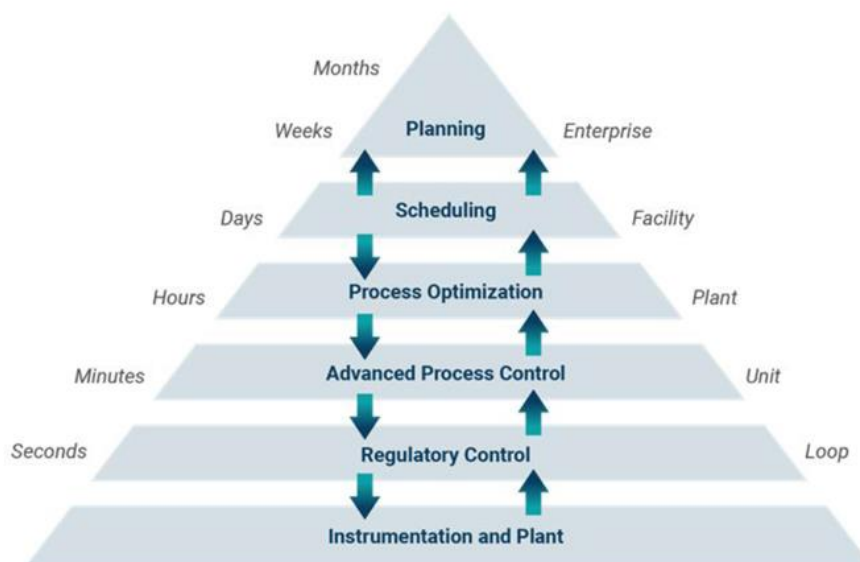 Months
Weeks Planning Enterprise
Days Scheduling Facility
Hours Process Optimization Plant
Minutes Advanced Process Control Unit
Seconds Regulatory Control Loop
Instrumentation and Plant